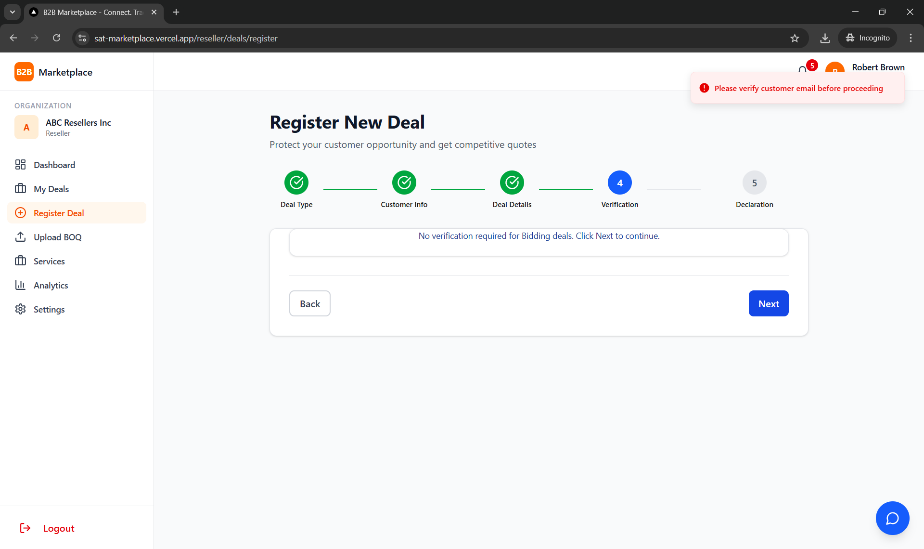 B2B Marketplace - Connect. Tra
sat-marketplace.vercel.app/reseller/deals/register
Incognito
B2B Marketplace
5
Robert Brown
Please verify customer email before proceeding
ORGANIZATION
A
ABC Resellers Inc
Reseller
Dashboard
My Deals
Register Deal
Upload BOQ
Services
Analytics
Settings
Logout
Register New Deal
Protect your customer opportunity and get competitive quotes
4
5
Deal Type
Customer Info
Deal Details
Verification
Declaration
No verification required for Bidding deals. Click Next to continue.
Back
Next